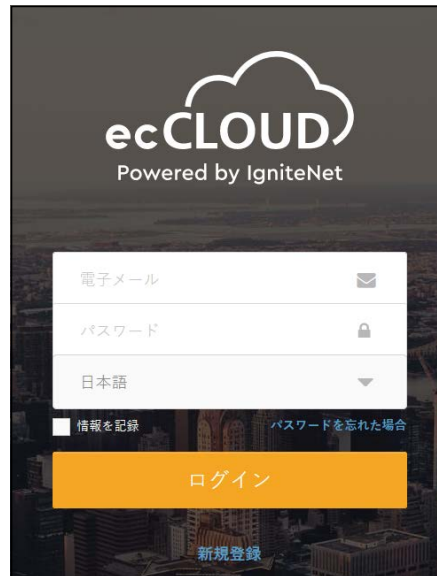 ecCLOUD
Powered by IgniteNet
電子メール
パスワード
日本語
情報を記録 パスワードを忘れた場合
ログイン
新規登録